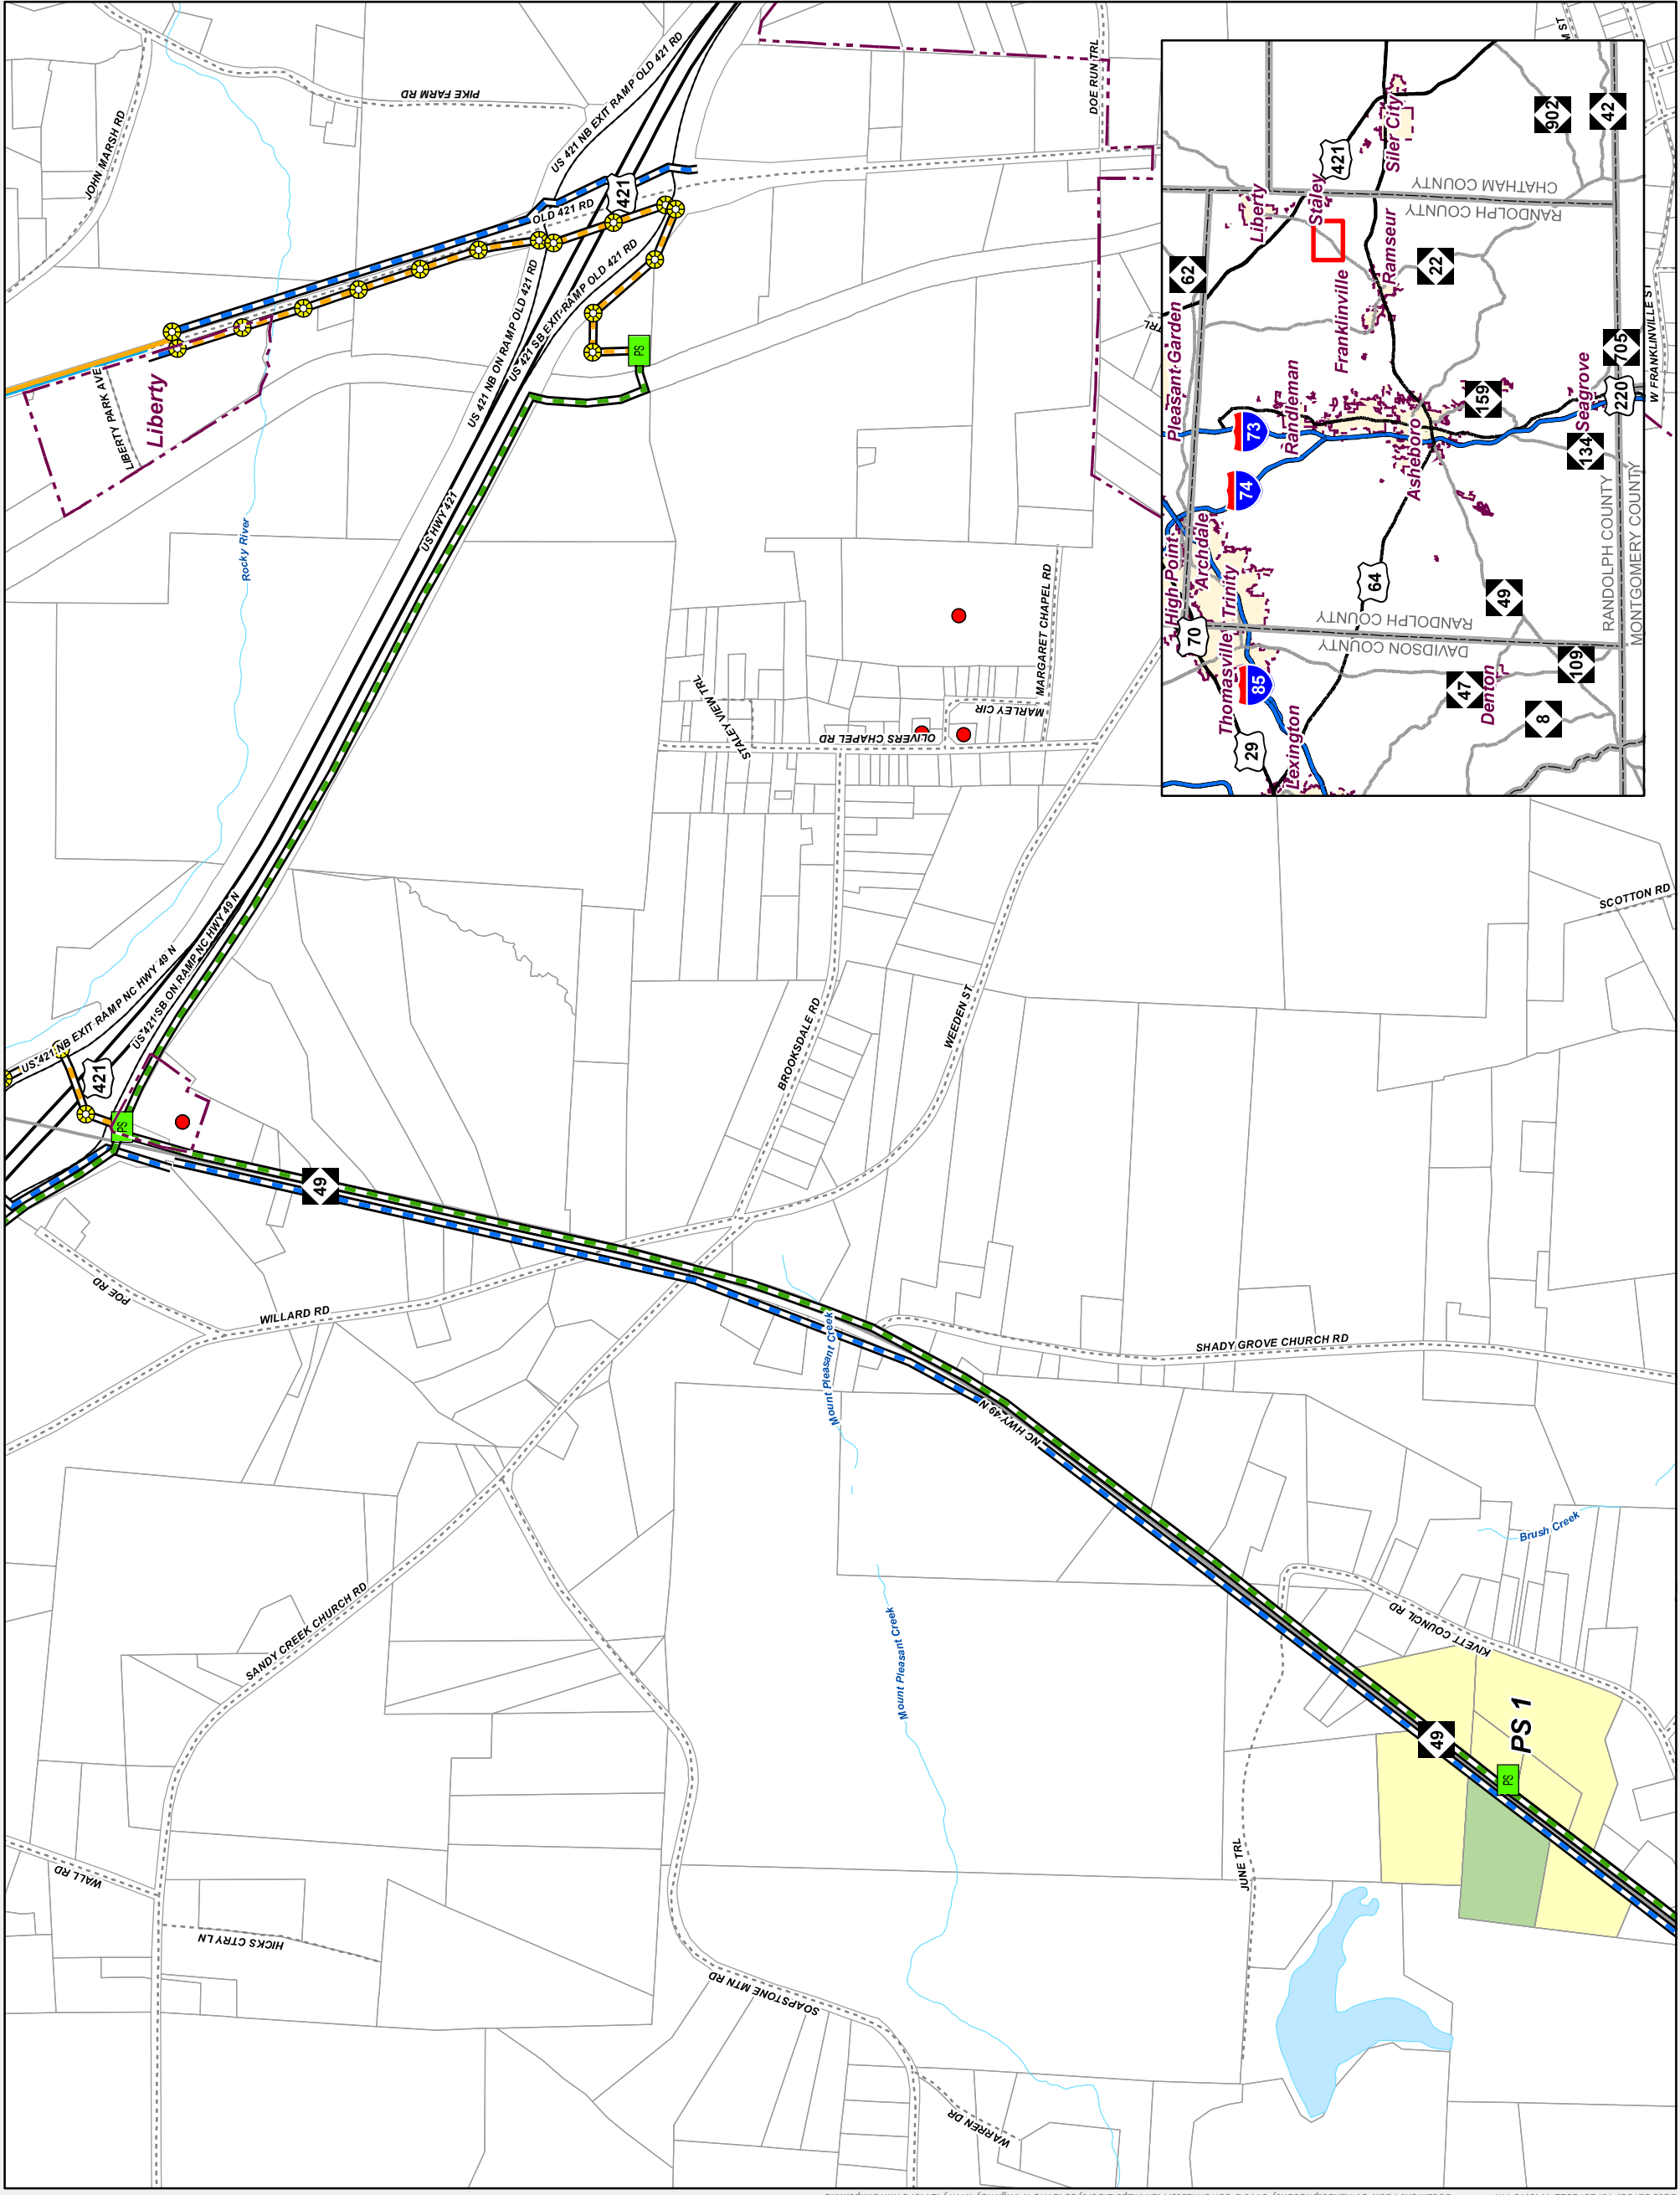 JOHN MARSH RD
PIKE FARM RD
US 421 NB EXIT RAMP OLD 421 RD
DOE RUN TRL
421
OLD 421 RD
US 421 NB ON RAMP OLD 421 RD
US 421 SB EXIT RAMP OLD 421 RD
PS
LIBERTY PARK AVE
Liberty
Rocky River
US HWY 421
TRL
MARGARET CHAPEL RD
MARLEY CIR
OLIVERS CHAPEL RD
STALEY VIEW TRL
US 421 NB EXIT RAMP NC HWY 49 N
US 421 SB ON RAMP NC HWY 49 N
421
PS
49
BROOKSDALE RD
WEEDEN ST
SCOTTON RD
POE RD
WILLARD RD
Mount Pleasant Creek
SHADY GROVE CHURCH RD
NC HWY 49 N
Brush Creek
KIVETT COUNCIL RD
SANDY CREEK CHURCH RD
Mount Pleasant Creek
49
PS 1
PS
JUNE TRL
WALL RD
HICKS CTRY LN
SOAPSTONE MTN RD
WARREN DR
W FRANKLINVILLE ST
M ST
902
42
421
Siler City
CHATHAM COUNTY
RANDOLPH COUNTY
Liberty
Staley
62
Ramseur
22
Franklinville
Pleasant Garden
Randleman
73
74
Asheboro
159
705
220
Seagrove
134
High Point
Archdale
Trinity
Thomasville
70
85
29
Lexington
64
49
RANDOLPH COUNTY
DAVIDSON COUNTY
RANDOLPH COUNTY
MONTGOMERY COUNTY
47
Denton
109
8